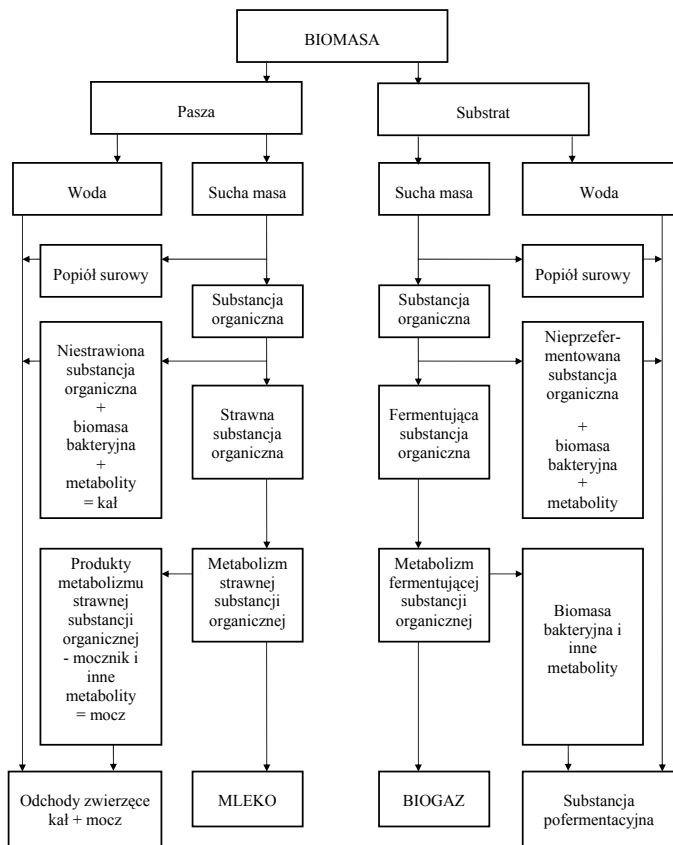 BIOMASA
Pasza
Substrat
Woda
Sucha masa
Sucha masa
Woda
Popiół surowy
Popiół surowy
Substancja
organiczna
Substancja
organiczna
Niestrawiona
substancja
organiczna
+
biomasa
bakteryjna
+
metabolity
= kał
Strawna
substancja
organiczna
Fermentująca
substancja
organiczna
Nieprzefer-
mentowana
substancja
organiczna
+
biomasa
bakteryjna
+
metabolity
Produkty
metabolizmu
strawnej
substancji
organicznej
- mocznik i
inne
metabolity
= mocz
Metabolizm
strawnej
substancji
organicznej
Metabolizm
fermentującej
substancji
organicznej
Biomasa
bakteryjna i
inne
metabolity
Odchody zwierzęce
kał + mocz
MLEKO
BIOGAZ
Substancja
pofermentacyjna